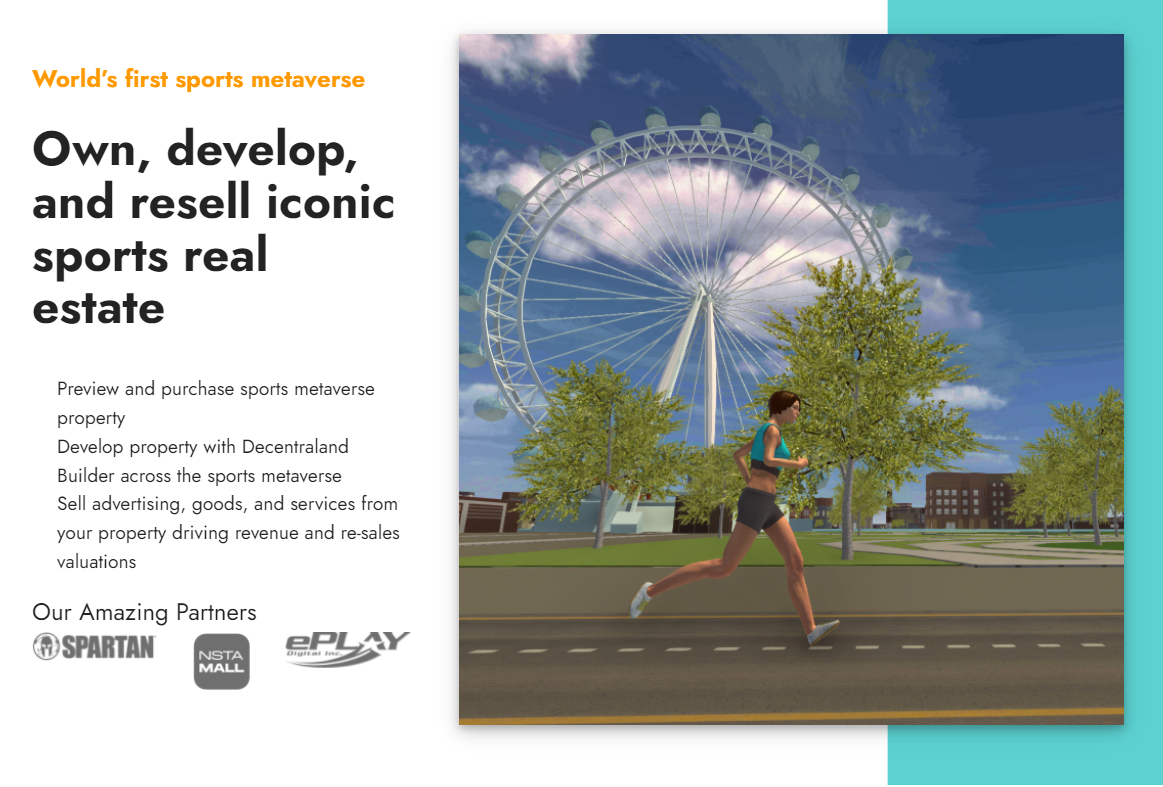 World’s first sports metaverse
Own, develop,
and resell iconic
sports real
estate
Preview and purchase sports metaverse
property
Develop property with Decentraland
Builder across the sports metaverse
Sell advertising, goods, and services from
your property driving revenue and re-sales
valuations
Our Amazing Partners
SPARTAN
NSTA
MALL
ePLAY
Digital Inc.